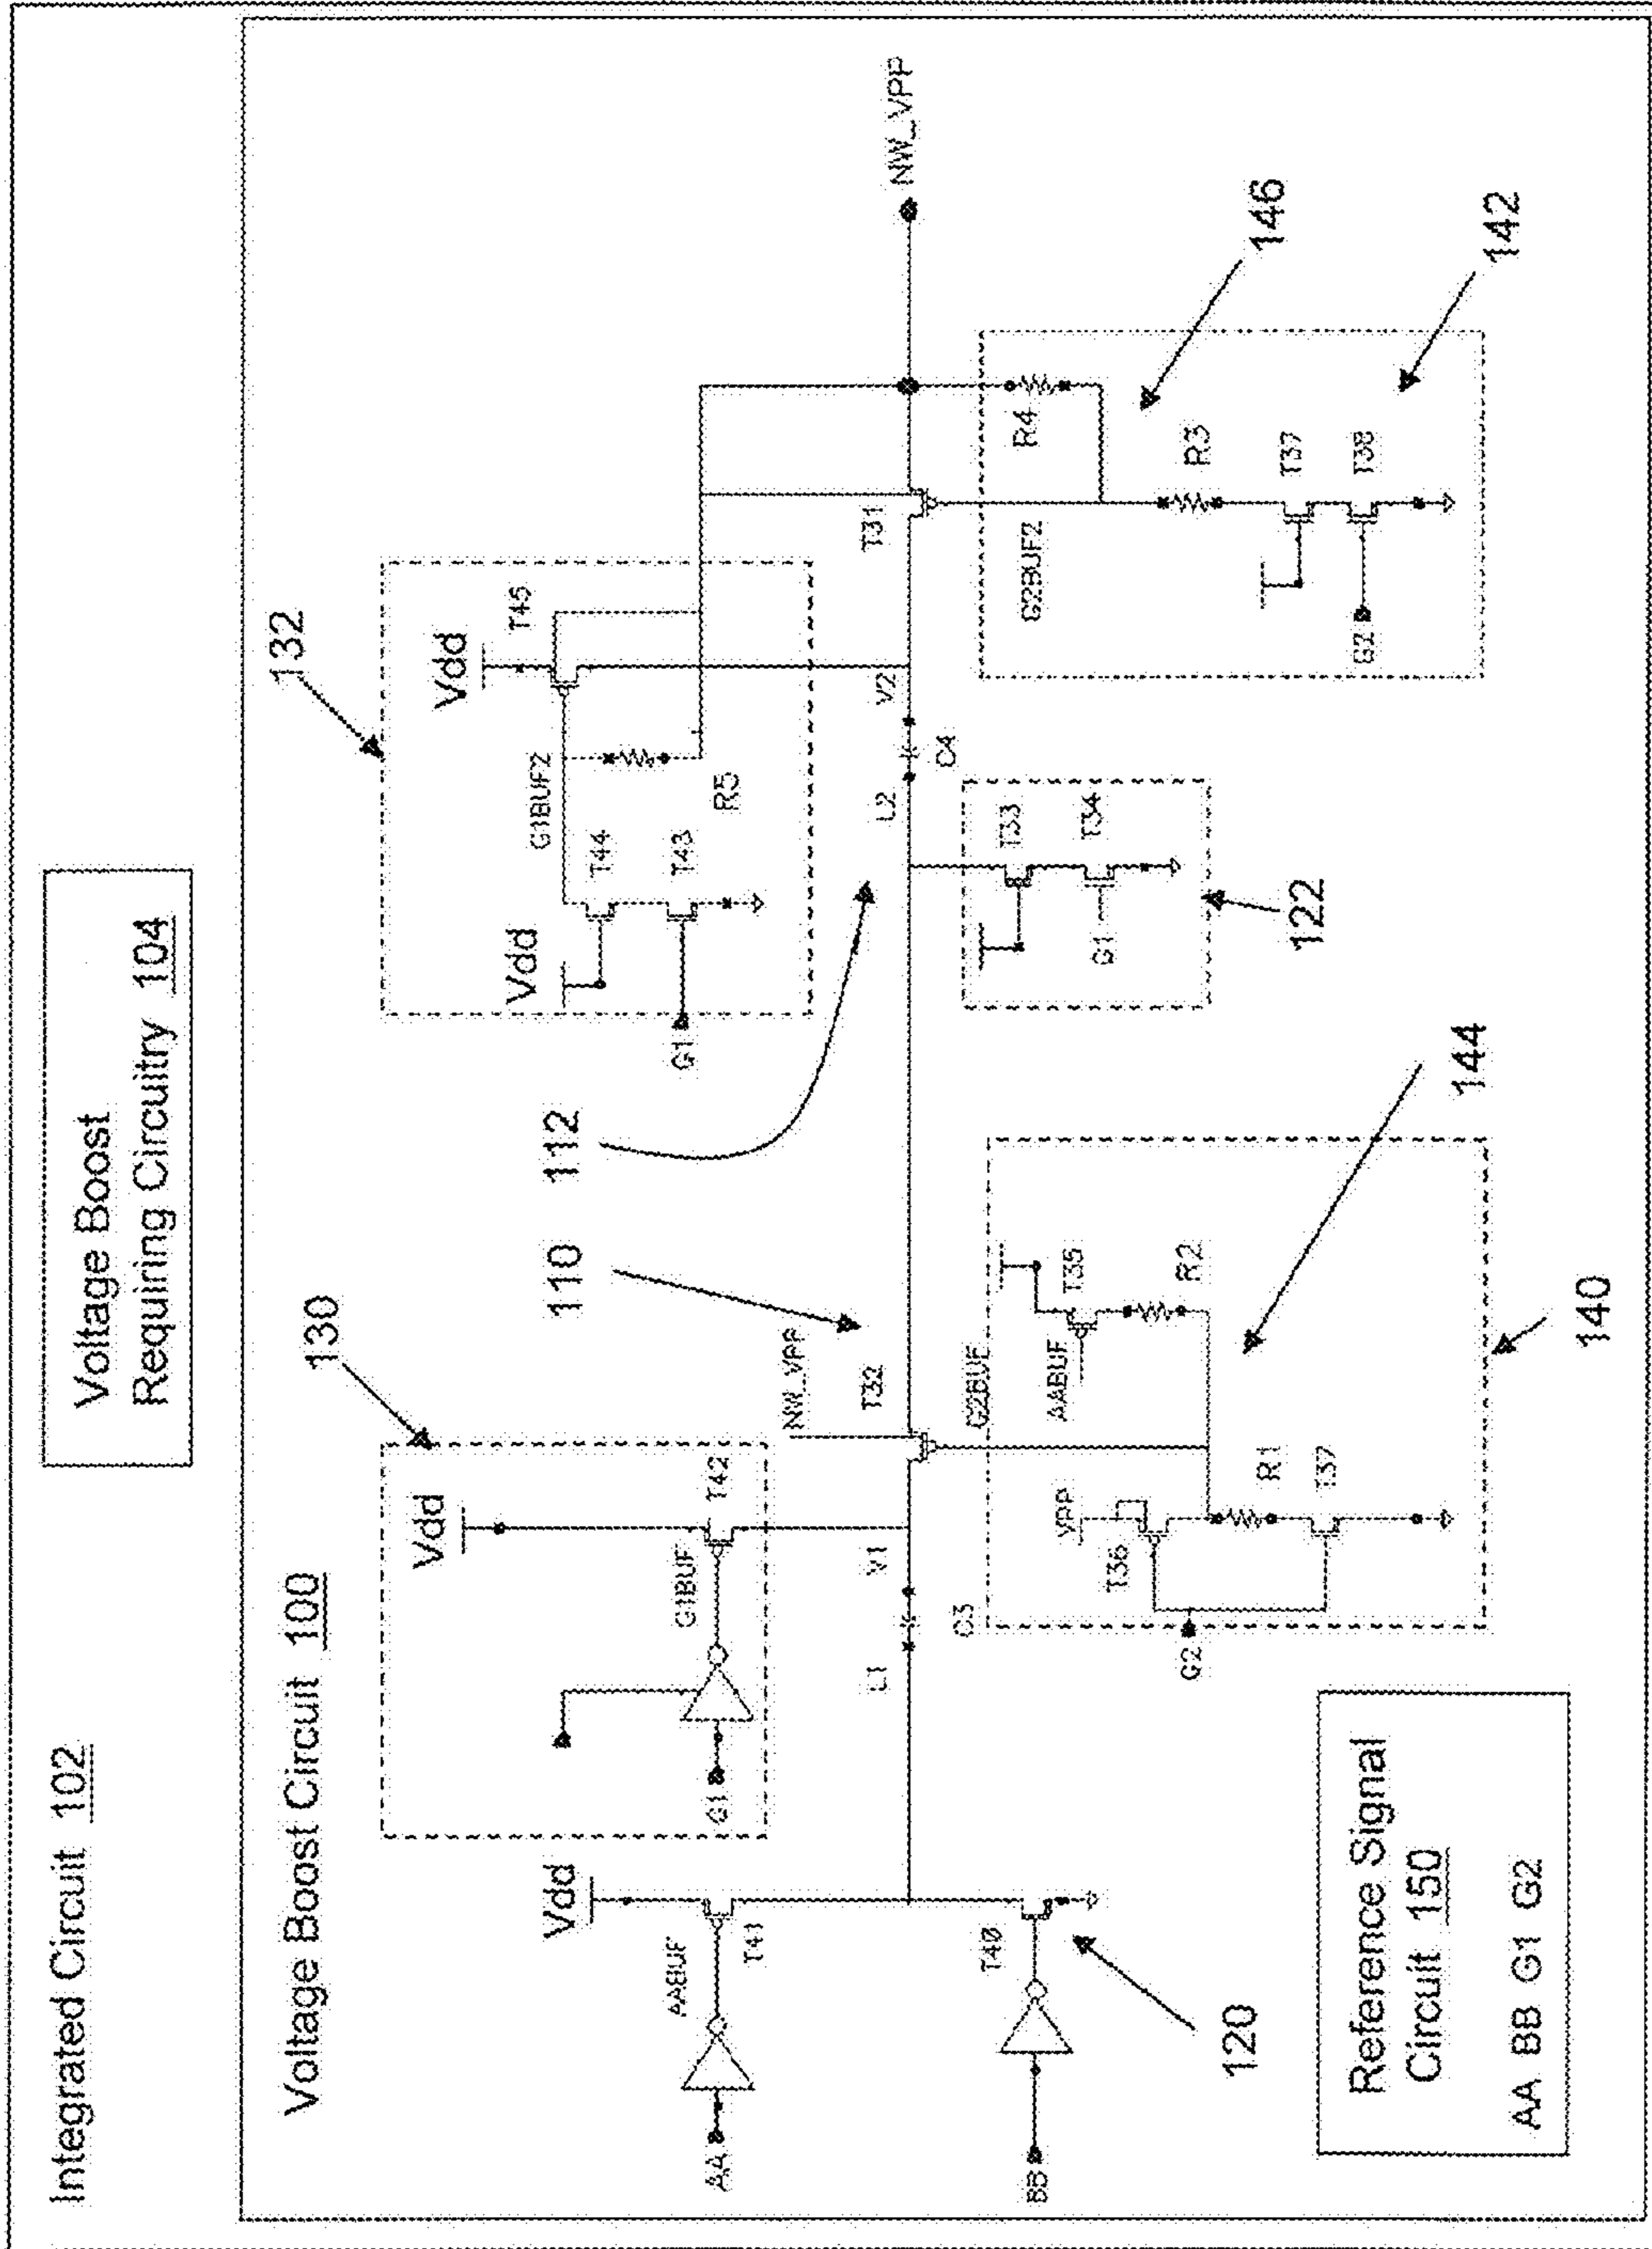 Integrated Circuit 102
Voltage Boost
Requiring Circuitry 104
Voltage Boost Circuit 100
130
132
Vdd
AABUF
AA
T41
BB
T40
120
Vdd
G1BUF
T42
G1
L1
C3
V1
NW_VPP
T32
110
112
Vdd
G1BUF2
T44
T43
G1
R5
Vdd
T45
L2
C4
V2
T31
NW_VPP
G2BUF
VPP
T36
G2
R1
T37
AABUF
T35
R2
144
140
T33
T34
G1
122
G2BUF2
R4
R3
T37
T38
G2
146
142
Reference Signal
Circuit 150
AA BB G1 G2